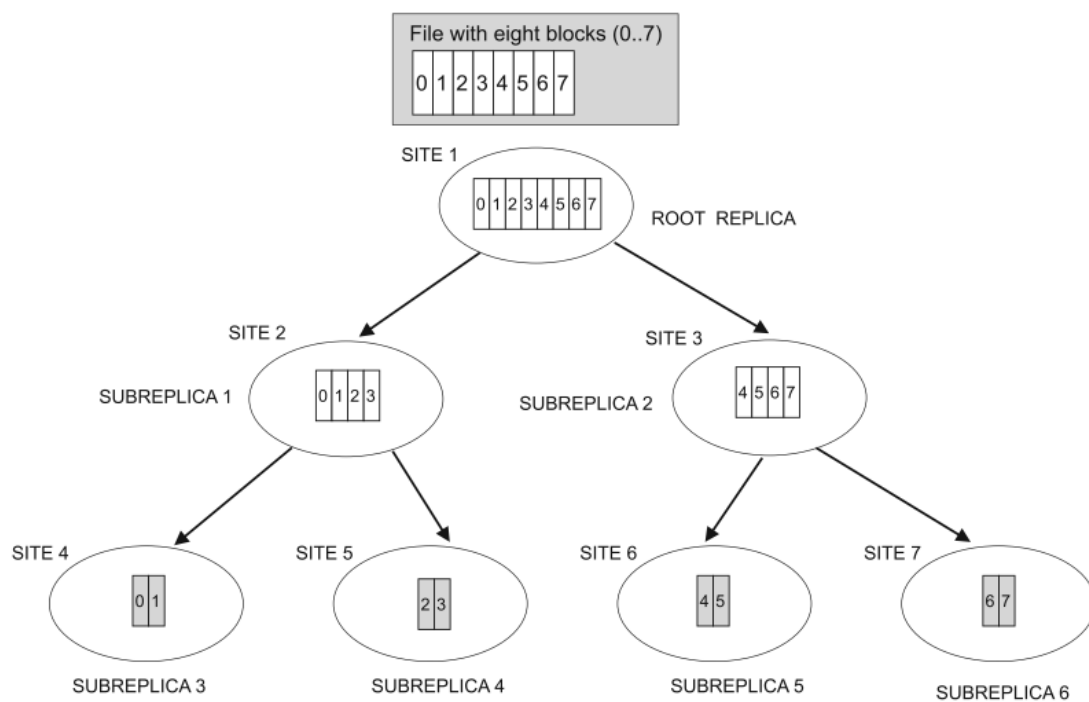 File with eight blocks (0..7)
0 1 2 3 4 5 6 7
SITE 1
0 1 2 3 4 5 6 7
ROOT REPLICA
SITE 2
SITE 3
0 1 2 3
4 5 6 7
SUBREPLICA 1
SUBREPLICA 2
SITE 4
SITE 5
SITE 6
SITE 7
0 1
2 3
4 5
6 7
SUBREPLICA 3
SUBREPLICA 4
SUBREPLICA 5
SUBREPLICA 6